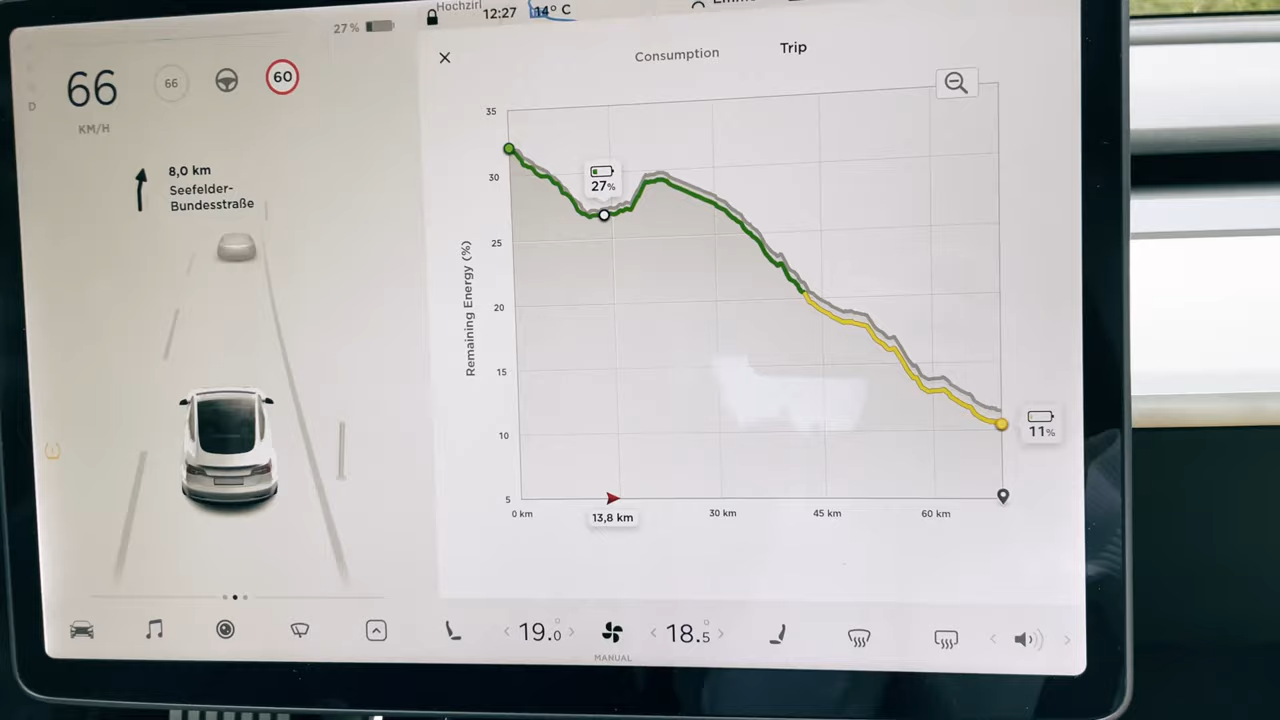 27 %
Hochzirl
12:27
14° C
D
66
66
60
KM/H
8,0 km
Seefelder-
Bundesstraße
Consumption
Trip
Remaining Energy (%)
35
30
25
20
15
10
5
27%
11%
0 km
13,8 km
30 km
45 km
60 km
19.0
18.5
MANUAL